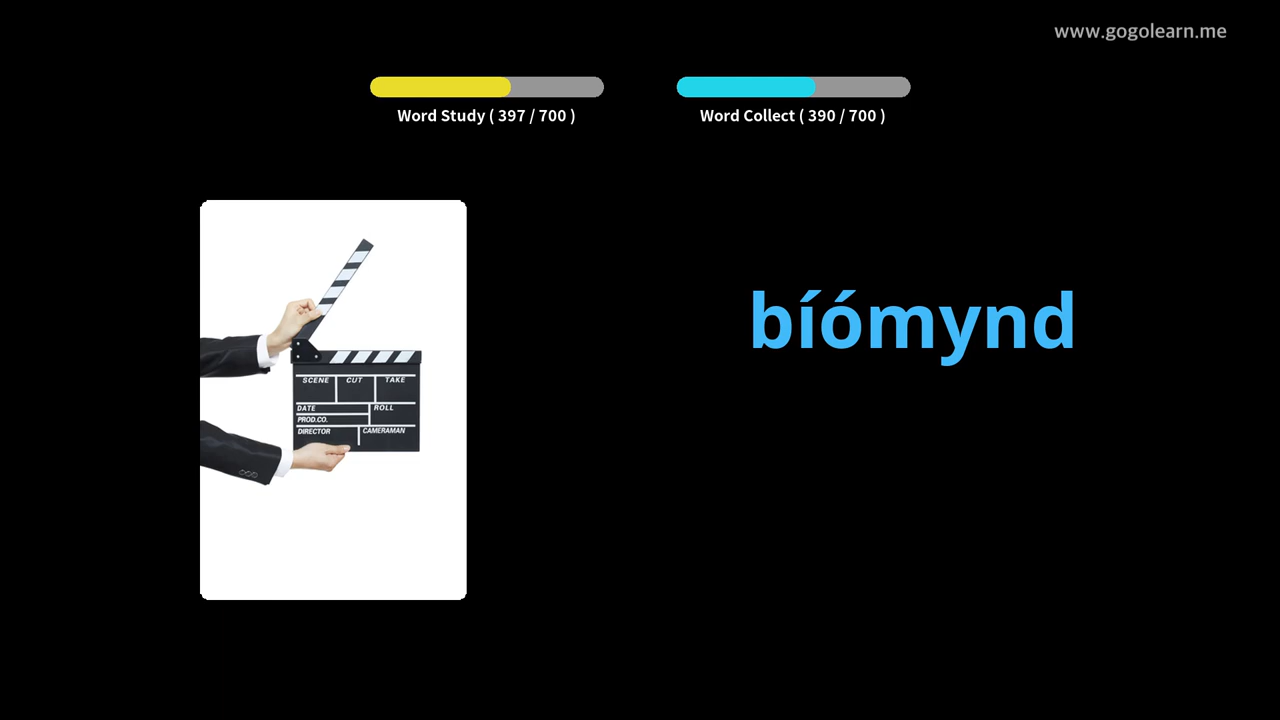 www.gogolearn.me
Word Study ( 397 / 700 )
Word Collect ( 390 / 700 )
bíómynd
SCENE CUT TAKE
DATE ROLL
PROD.CO.
DIRECTOR CAMERAMAN